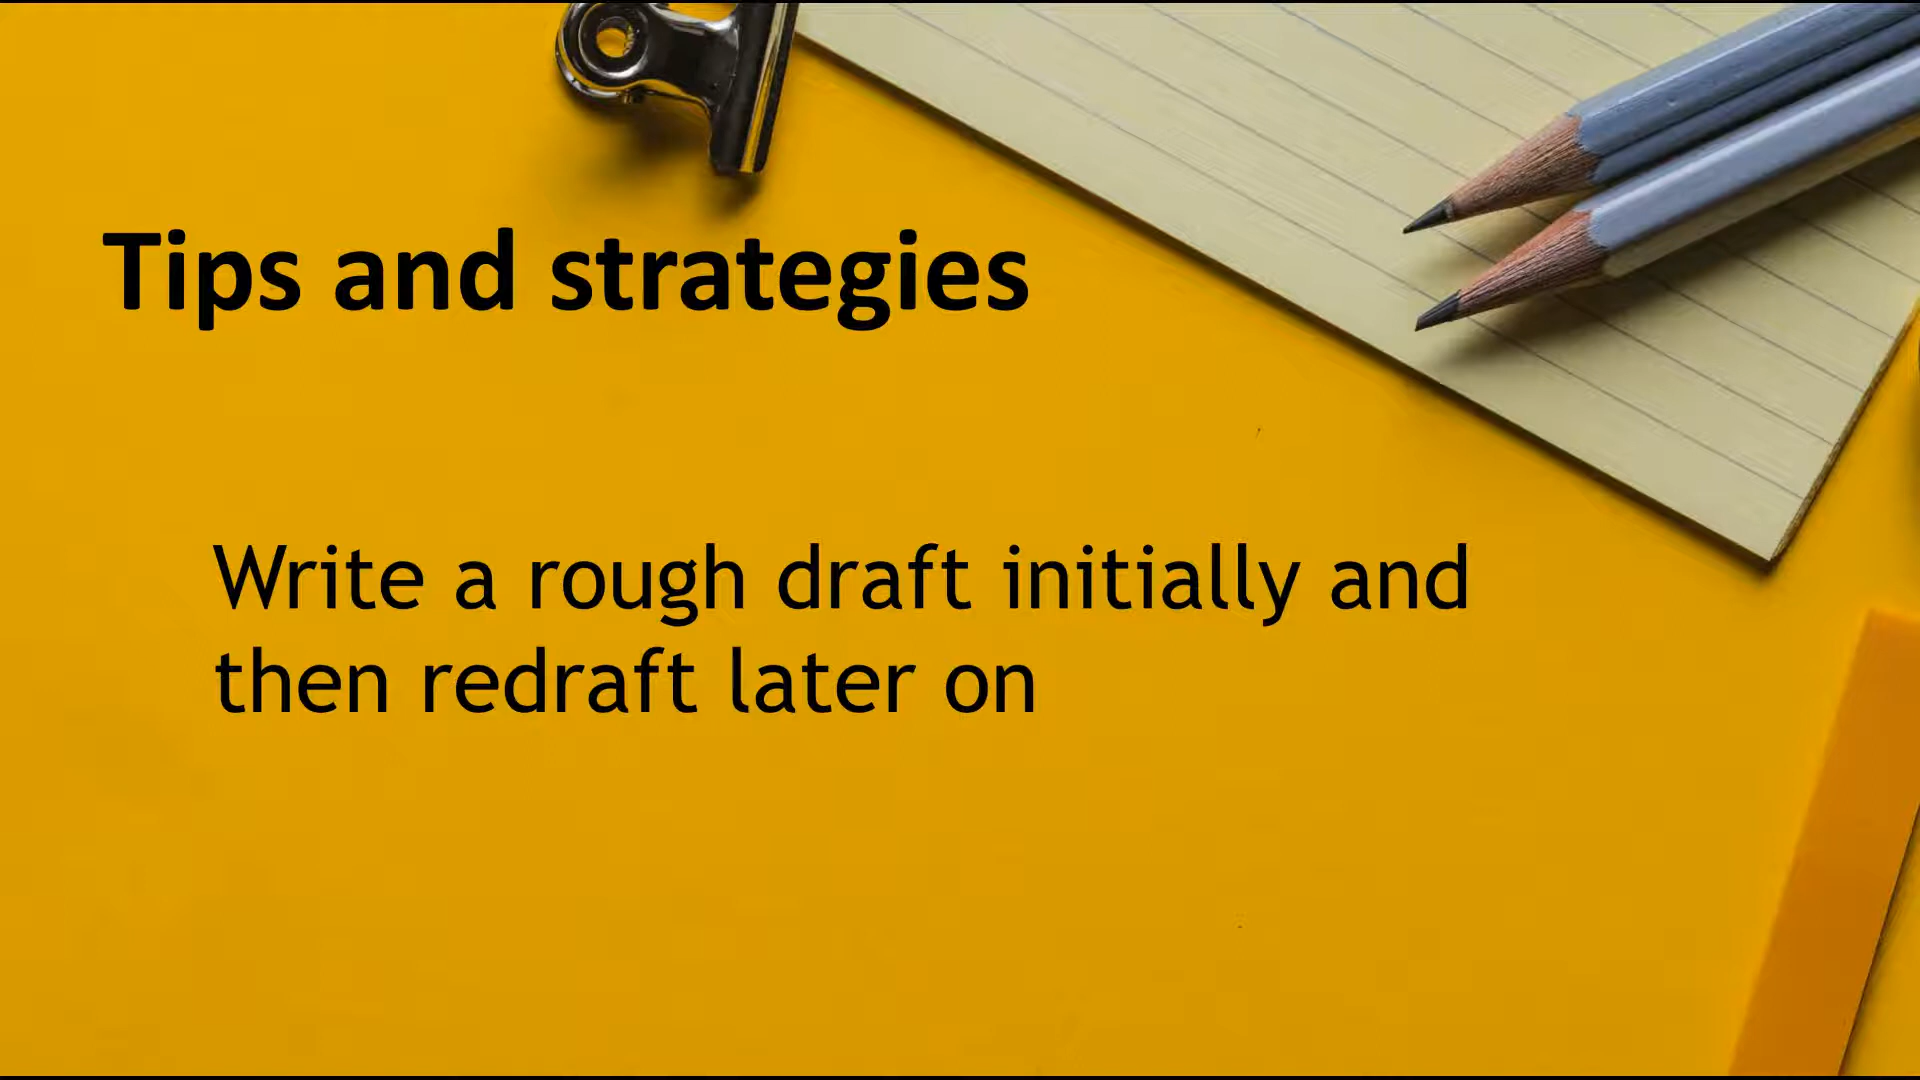 Tips and strategies
Write a rough draft initially and
then redraft later on